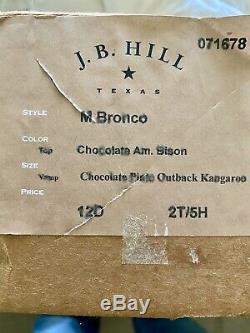 071678
J.B. HILL
TEXAS
STYLE M Bronco
COLOR
Top Chocolate Am. Bison
SIZE
Vamp Chocolate Pinto Outback Kangaroo
PRICE
12D 2T/5H